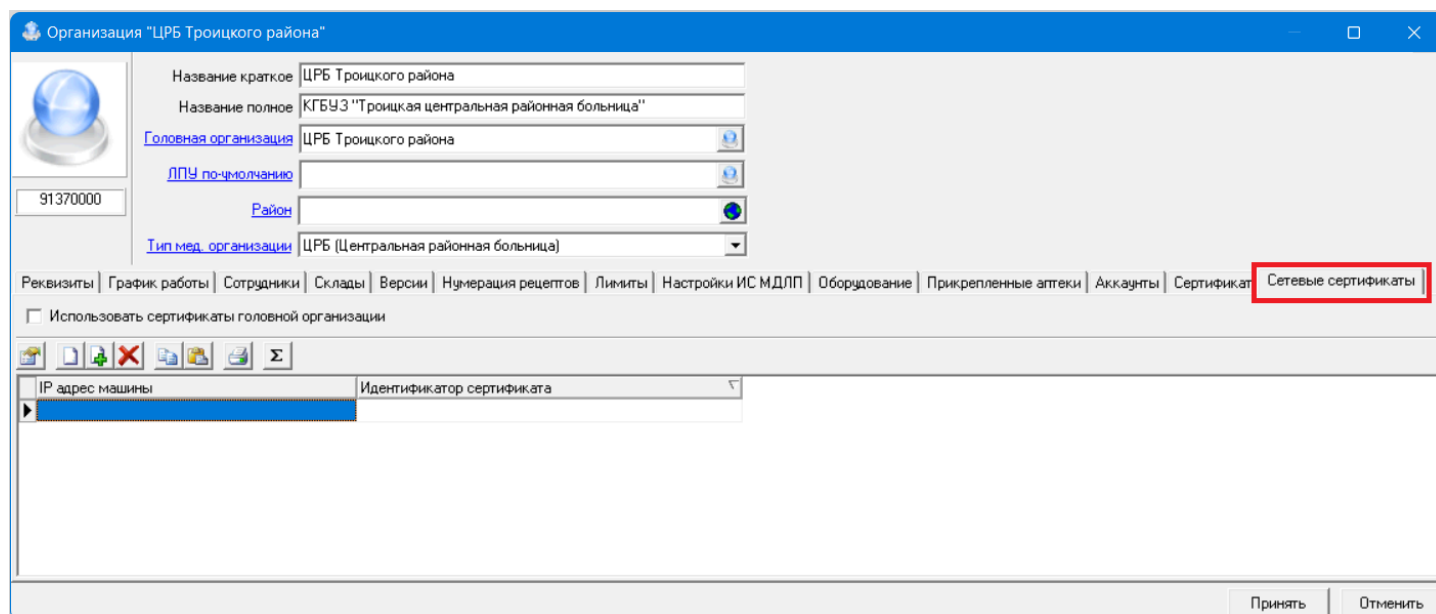 Организация "ЦРБ Троицкого района"
Название краткое ЦРБ Троицкого района
Название полное КГБУЗ "Троицкая центральная районная больница"
Головная организация ЦРБ Троицкого района
ЛПУ по-умолчанию
91370000
Район
Тип мед. организации ЦРБ (Центральная районная больница)
Реквизиты График работы Сотрудники Склады Версии Нумерация рецептов Лимиты Настройки ИС МДЛП Оборудование Прикрепленные аптеки Аккаунты Сертификат Сетевые сертификаты
Использовать сертификаты головной организации
Σ
IP адрес машины Идентификатор сертификата
Принять Отменить